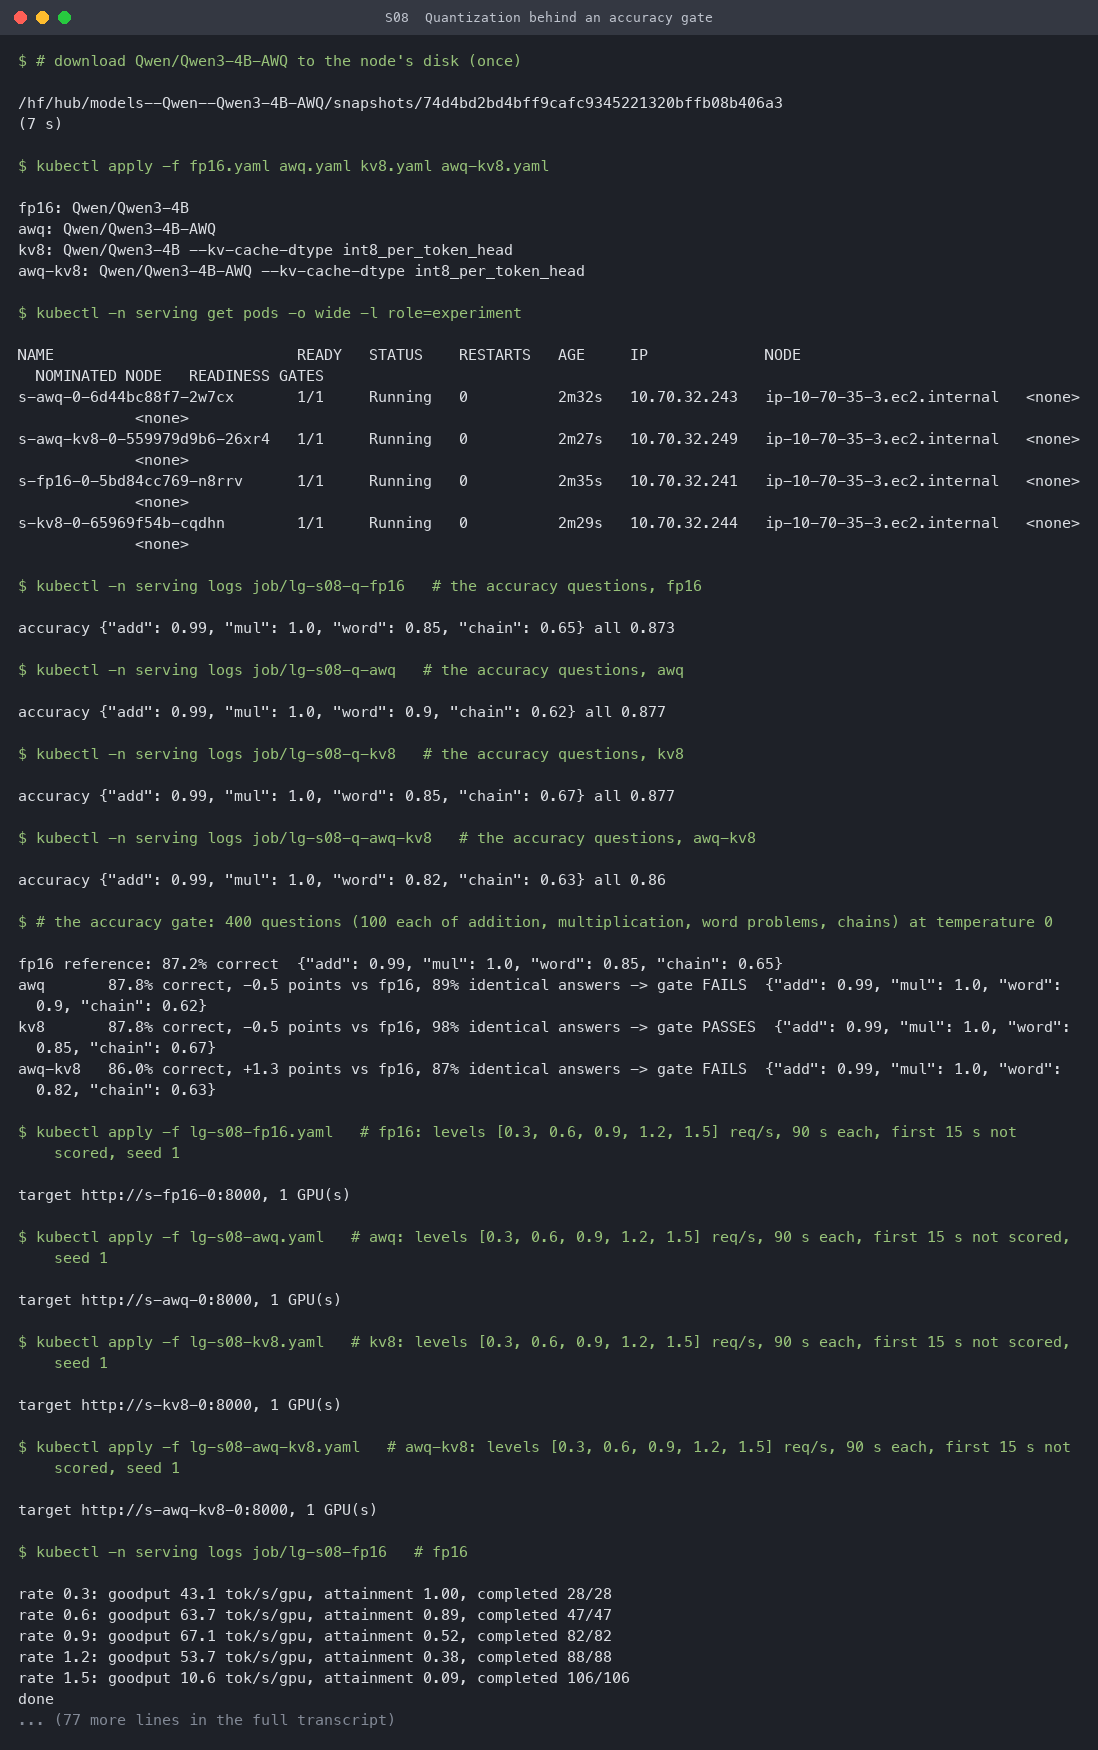 S08  Quantization behind an accuracy gate
$ # download Qwen/Qwen3-4B-AWQ to the node's disk (once)
/hf/hub/models--Qwen--Qwen3-4B-AWQ/snapshots/74d4bd2bd4bff9cafc9345221320bffb08b406a3
(7 s)
$ kubectl apply -f fp16.yaml awq.yaml kv8.yaml awq-kv8.yaml
fp16: Qwen/Qwen3-4B
awq: Qwen/Qwen3-4B-AWQ
kv8: Qwen/Qwen3-4B --kv-cache-dtype int8_per_token_head
awq-kv8: Qwen/Qwen3-4B-AWQ --kv-cache-dtype int8_per_token_head
$ kubectl -n serving get pods -o wide -l role=experiment
NAME                           READY   STATUS    RESTARTS   AGE     IP             NODE
  NOMINATED NODE   READINESS GATES
s-awq-0-6d44bc88f7-2w7cx       1/1     Running   0          2m32s   10.70.32.243   ip-10-70-35-3.ec2.internal   <none>
             <none>
s-awq-kv8-0-559979d9b6-26xr4   1/1     Running   0          2m27s   10.70.32.249   ip-10-70-35-3.ec2.internal   <none>
             <none>
s-fp16-0-5bd84cc769-n8rrv      1/1     Running   0          2m35s   10.70.32.241   ip-10-70-35-3.ec2.internal   <none>
             <none>
s-kv8-0-65969f54b-cqdhn        1/1     Running   0          2m29s   10.70.32.244   ip-10-70-35-3.ec2.internal   <none>
             <none>
$ kubectl -n serving logs job/lg-s08-q-fp16   # the accuracy questions, fp16
accuracy {"add": 0.99, "mul": 1.0, "word": 0.85, "chain": 0.65} all 0.873
$ kubectl -n serving logs job/lg-s08-q-awq   # the accuracy questions, awq
accuracy {"add": 0.99, "mul": 1.0, "word": 0.9, "chain": 0.62} all 0.877
$ kubectl -n serving logs job/lg-s08-q-kv8   # the accuracy questions, kv8
accuracy {"add": 0.99, "mul": 1.0, "word": 0.85, "chain": 0.67} all 0.877
$ kubectl -n serving logs job/lg-s08-q-awq-kv8   # the accuracy questions, awq-kv8
accuracy {"add": 0.99, "mul": 1.0, "word": 0.82, "chain": 0.63} all 0.86
$ # the accuracy gate: 400 questions (100 each of addition, multiplication, word problems, chains) at temperature 0
fp16 reference: 87.2% correct  {"add": 0.99, "mul": 1.0, "word": 0.85, "chain": 0.65}
awq       87.8% correct, -0.5 points vs fp16, 89% identical answers -> gate FAILS  {"add": 0.99, "mul": 1.0, "word":
  0.9, "chain": 0.62}
kv8       87.8% correct, -0.5 points vs fp16, 98% identical answers -> gate PASSES  {"add": 0.99, "mul": 1.0, "word":
  0.85, "chain": 0.67}
awq-kv8   86.0% correct, +1.3 points vs fp16, 87% identical answers -> gate FAILS  {"add": 0.99, "mul": 1.0, "word":
  0.82, "chain": 0.63}
$ kubectl apply -f lg-s08-fp16.yaml   # fp16: levels [0.3, 0.6, 0.9, 1.2, 1.5] req/s, 90 s each, first 15 s not
    scored, seed 1
target http://s-fp16-0:8000, 1 GPU(s)
$ kubectl apply -f lg-s08-awq.yaml   # awq: levels [0.3, 0.6, 0.9, 1.2, 1.5] req/s, 90 s each, first 15 s not scored,
    seed 1
target http://s-awq-0:8000, 1 GPU(s)
$ kubectl apply -f lg-s08-kv8.yaml   # kv8: levels [0.3, 0.6, 0.9, 1.2, 1.5] req/s, 90 s each, first 15 s not scored,
    seed 1
target http://s-kv8-0:8000, 1 GPU(s)
$ kubectl apply -f lg-s08-awq-kv8.yaml   # awq-kv8: levels [0.3, 0.6, 0.9, 1.2, 1.5] req/s, 90 s each, first 15 s not
    scored, seed 1
target http://s-awq-kv8-0:8000, 1 GPU(s)
$ kubectl -n serving logs job/lg-s08-fp16   # fp16
rate 0.3: goodput 43.1 tok/s/gpu, attainment 1.00, completed 28/28
rate 0.6: goodput 63.7 tok/s/gpu, attainment 0.89, completed 47/47
rate 0.9: goodput 67.1 tok/s/gpu, attainment 0.52, completed 82/82
rate 1.2: goodput 53.7 tok/s/gpu, attainment 0.38, completed 88/88
rate 1.5: goodput 10.6 tok/s/gpu, attainment 0.09, completed 106/106
done
... (77 more lines in the full transcript)